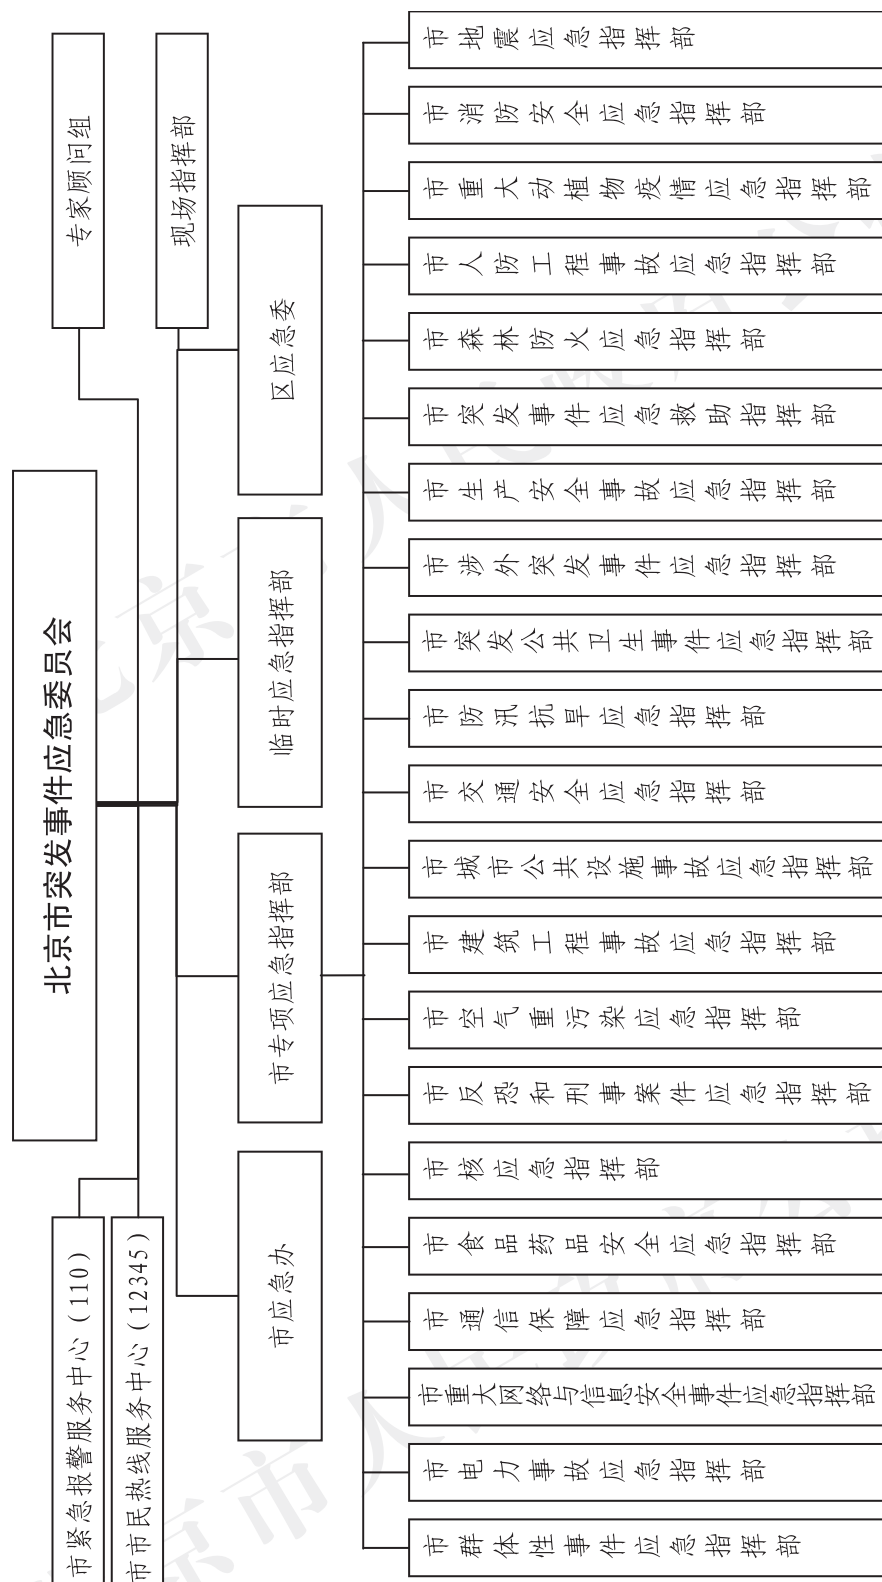 北京市突发事件应急委员会
市紧急报警服务中心（110）
市市民热线服务中心（12345）
专家顾问组
现场指挥部
市应急办
市专项应急指挥部
临时应急指挥部
区应急委
市群体性事件应急指挥部
市电力事故应急指挥部
市重大网络与信息安全事件应急指挥部
市通信保障应急指挥部
市食品药品安全应急指挥部
市核应急指挥部
市反恐和刑事案件应急指挥部
市空气重污染应急指挥部
市建筑工程事故应急指挥部
市城市公共设施事故应急指挥部
市交通安全应急指挥部
市防汛抗旱应急指挥部
市突发公共卫生事件应急指挥部
市涉外突发事件应急指挥部
市生产安全事故应急指挥部
市突发事件应急救助指挥部
市森林防火应急指挥部
市人防工程事故应急指挥部
市重大动植物疫情应急指挥部
市消防安全应急指挥部
市地震应急指挥部